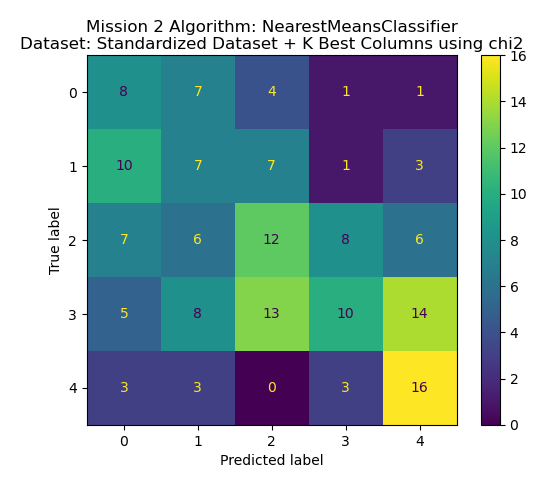 Mission 2 Algorithm: NearestMeansClassifier
Dataset: Standardized Dataset + K Best Columns using chi2
True label
0 8 7 4 1 1
1 10 7 7 1 3
2 7 6 12 8 6
3 5 8 13 10 14
4 3 3 0 3 16
0 1 2 3 4
Predicted label
16
14
12
10
8
6
4
2
0